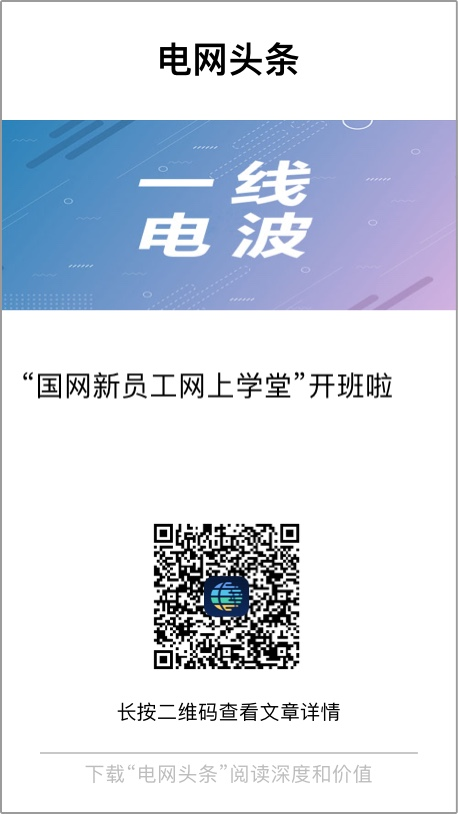 电网头条
一线
电波
“国网新员工网上学堂”开班啦
长按二维码查看文章详情
下载“电网头条”阅读深度和价值